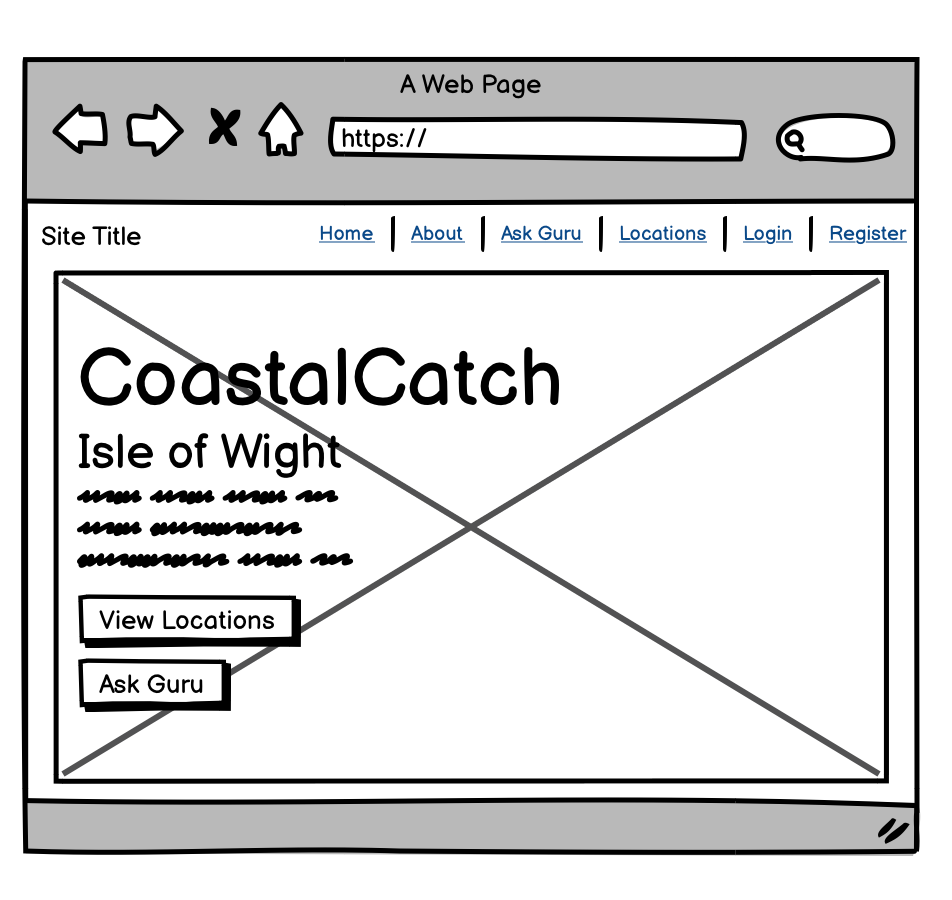 A Web Page
https://
Site Title
Home About Ask Guru Locations Login Register
CoastalCatch
Isle of Wight
View Locations
Ask Guru